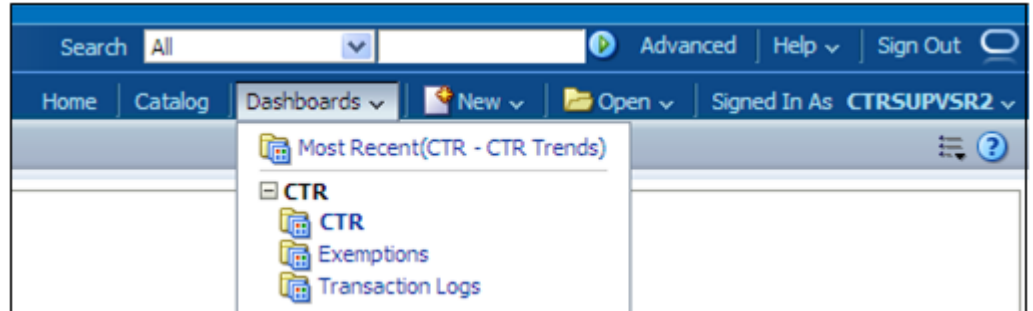 Search All Advanced Help Sign Out
Home Catalog Dashboards New Open Signed In As CTRSUPVSR2
Most Recent(CTR - CTR Trends)
CTR
CTR
Exemptions
Transaction Logs